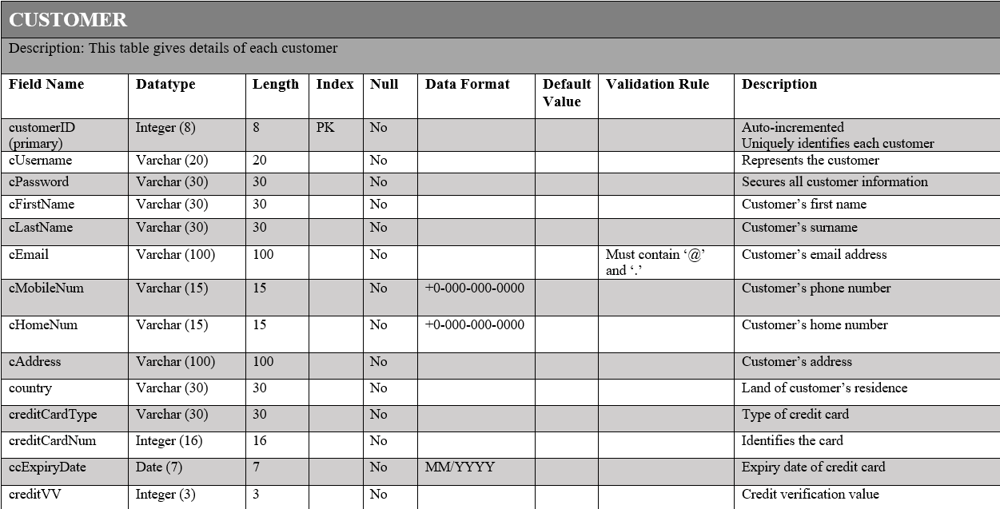 CUSTOMER
Description: This table gives details of each customer
Field Name Datatype Length Index Null Data Format Default Value Validation Rule Description
customerID (primary) Integer (8) 8 PK No Auto-incremented Uniquely identifies each customer
cUsername Varchar (20) 20 No Represents the customer
cPassword Varchar (30) 30 No Secures all customer information
cFirstName Varchar (30) 30 No Customer’s first name
cLastName Varchar (30) 30 No Customer’s surname
cEmail Varchar (100) 100 No Must contain ‘@’ and ‘.’ Customer’s email address
cMobileNum Varchar (15) 15 No +0-000-000-0000 Customer’s phone number
cHomeNum Varchar (15) 15 No +0-000-000-0000 Customer’s home number
cAddress Varchar (100) 100 No Customer’s address
country Varchar (30) 30 No Land of customer’s residence
creditCardType Varchar (30) 30 No Type of credit card
creditCardNum Integer (16) 16 No Identifies the card
ccExpiryDate Date (7) 7 No MM/YYYY Expiry date of credit card
creditVV Integer (3) 3 No Credit verification value